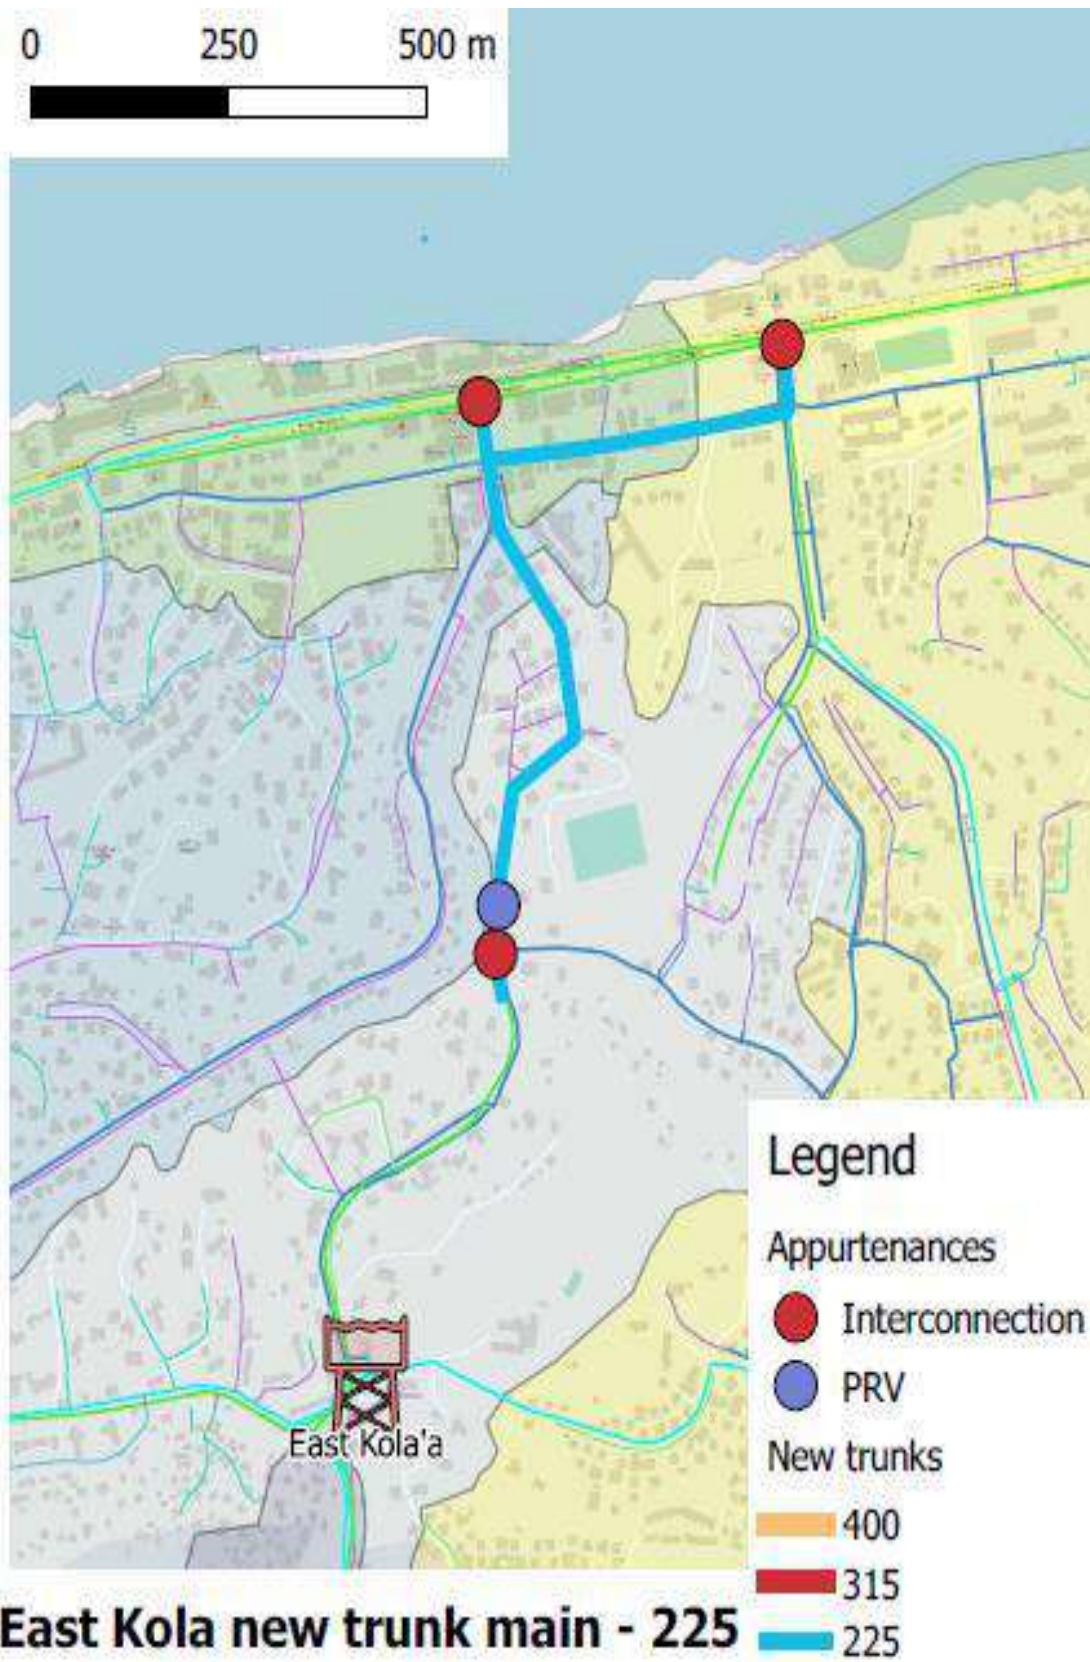 0 250 500 m
East Kola'a
Legend
Appurtenances
Interconnection
PRV
New trunks
400
315
225
East Kola new trunk main - 225